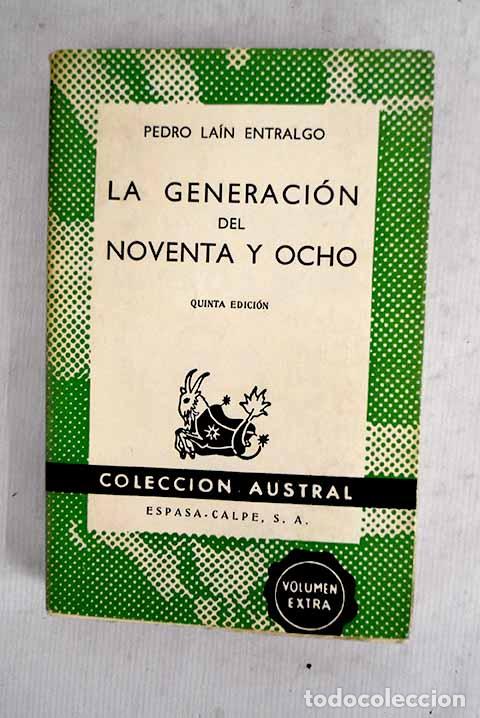 PEDRO LAÍN ENTRALGO
LA GENERACIÓN
DEL
NOVENTA Y OCHO
QUINTA EDICIÓN
COLECCION AUSTRAL
ESPASA-CALPE, S. A.
VOLUMEN
EXTRA
todocoleccion